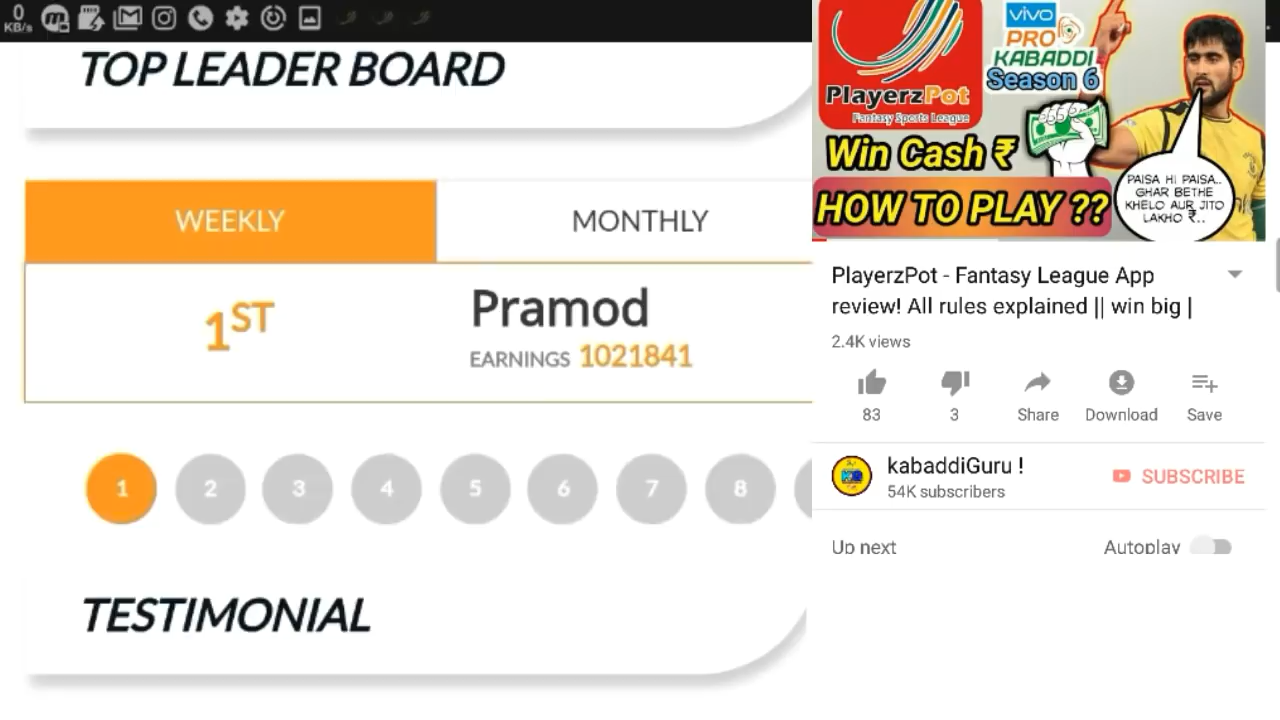 0
KB/s
TOP LEADER BOARD
WEEKLY
MONTHLY
1ST
Pramod
EARNINGS 1021841
1
2
3
4
5
6
7
8
TESTIMONIAL
PlayerzPot
Fantasy Sports League
vivo
PRO
KABADDI
Season 6
Win Cash ₹
HOW TO PLAY ??
PAISA HI PAISA..
GHAR BETHE
KHELO AUR JITO
LAKHO ₹..
PlayerzPot - Fantasy League App
review! All rules explained || win big |
2.4K views
83
3
Share
Download
Save
kabaddiGuru !
54K subscribers
SUBSCRIBE
Up next
Autoplay